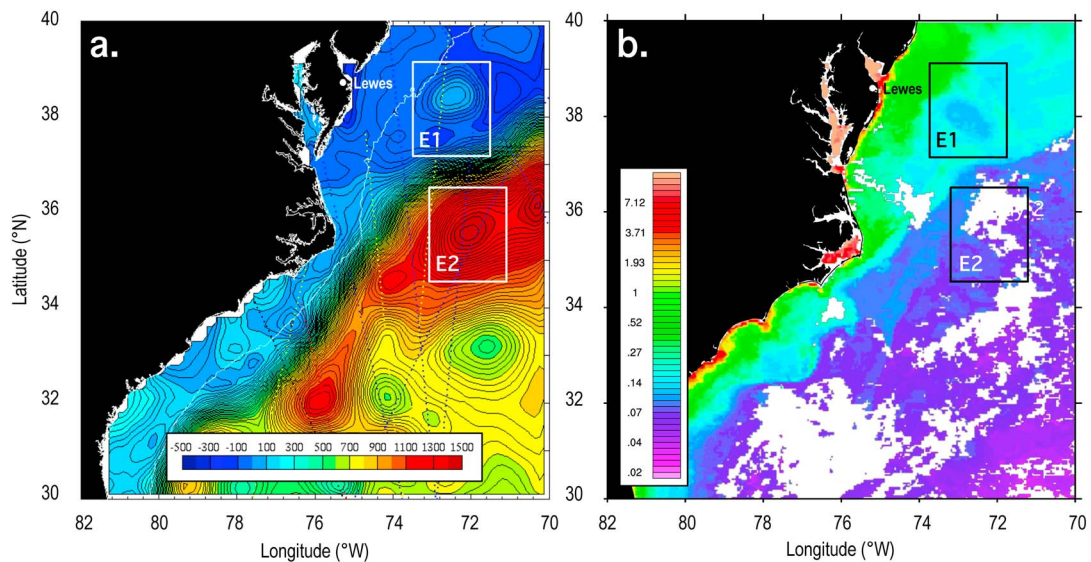 a.
40
38
36
34
32
30
Latitude (°N)
Lewes
E1
E2
-500 -300 -100 100 300 500 700 900 1100 1300 1500
82 80 78 76 74 72 70
Longitude (°W)
b.
40
38
36
34
32
30
Lewes
E1
2
E2
7.12
3.71
1.93
1
.52
.27
.14
.07
.04
.02
82 80 78 76 74 72 70
Longitude (°W)